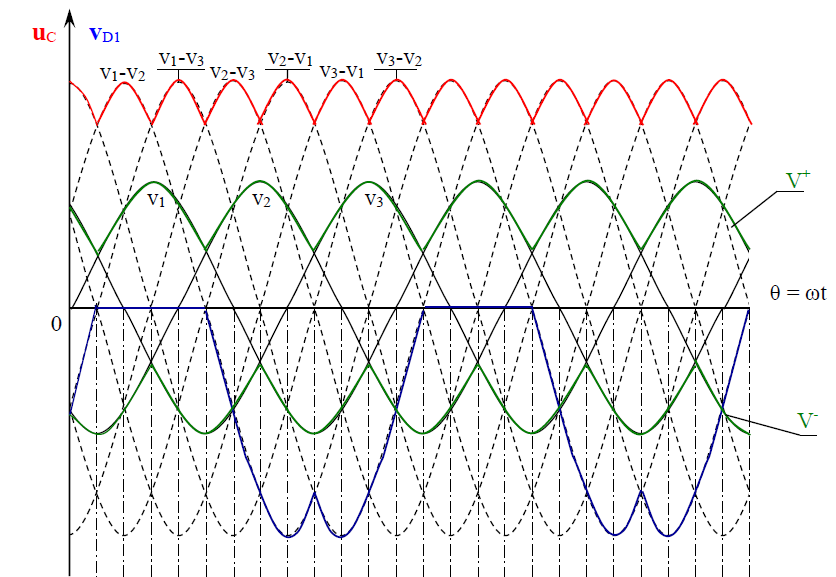 uC vD1
v1-v2
v1-v3
v2-v3
v2-v1
v3-v1
v3-v2
V+
v1
v2
v3
θ = ωt
0
V-